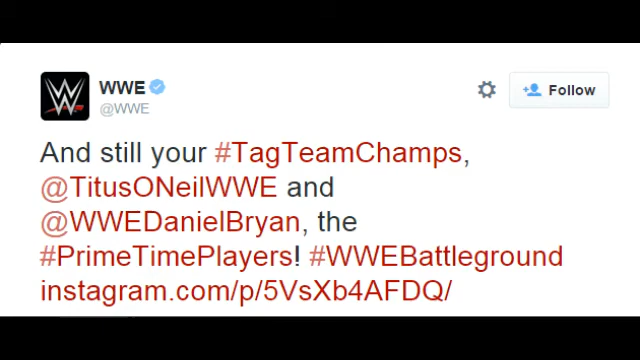 WWE
@WWE
Follow
And still your #TagTeamChamps,
@TitusONeilWWE and
@WWEDanielBryan, the
#PrimeTimePlayers! #WWEBattleground
instagram.com/p/5VsXb4AFDQ/